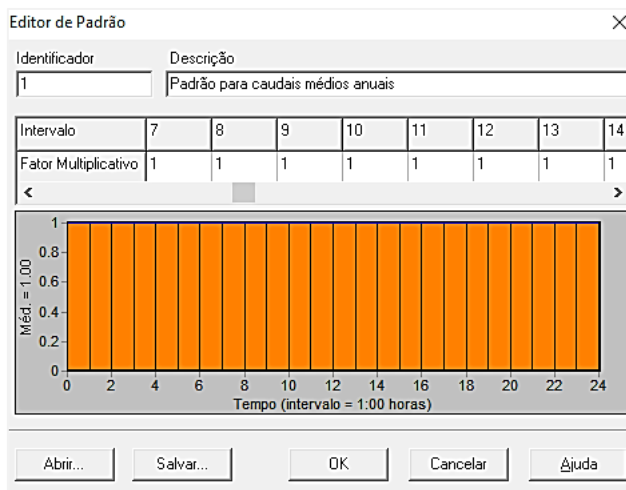 Editor de Padrão
Identificador Descrição
1 Padrão para caudais médios anuais
Intervalo 7 8 9 10 11 12 13 14
Fator Multiplicativo 1 1 1 1 1 1 1 1
1
0.8
0.6
0.4
0.2
0
Méd. = 1.00
0 2 4 6 8 10 12 14 16 18 20 22 24
Tempo (intervalo = 1:00 horas)
Abrir... Salvar... OK Cancelar Ajuda